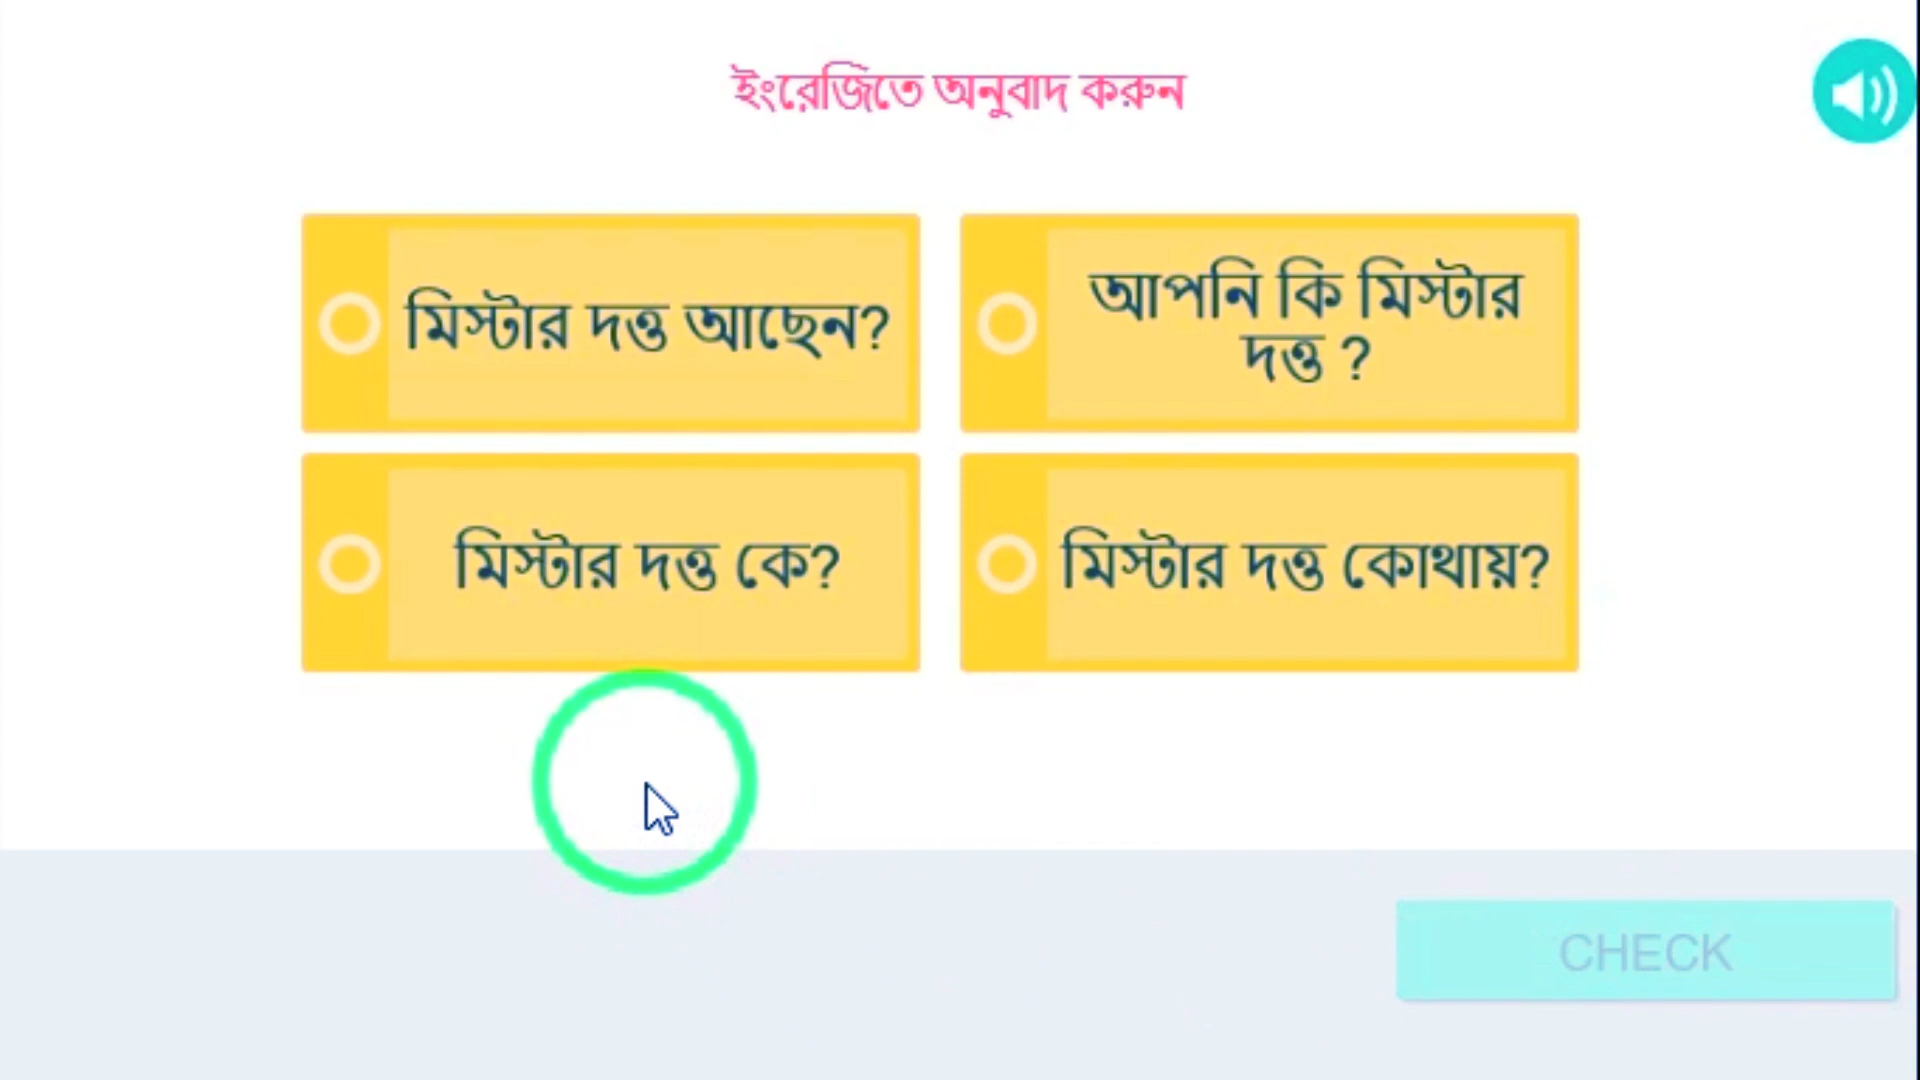 ইংরেজিতে অনুবাদ করুন
মিস্টার দত্ত আছেন?
আপনি কি মিস্টার
দত্ত ?
মিস্টার দত্ত কে?
মিস্টার দত্ত কোথায়?
CHECK